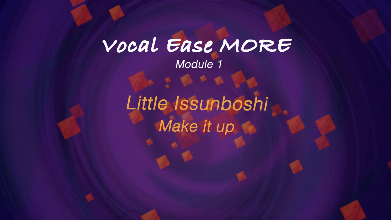 Vocal Ease MORE
Module 1
Little Issunboshi
Make it up